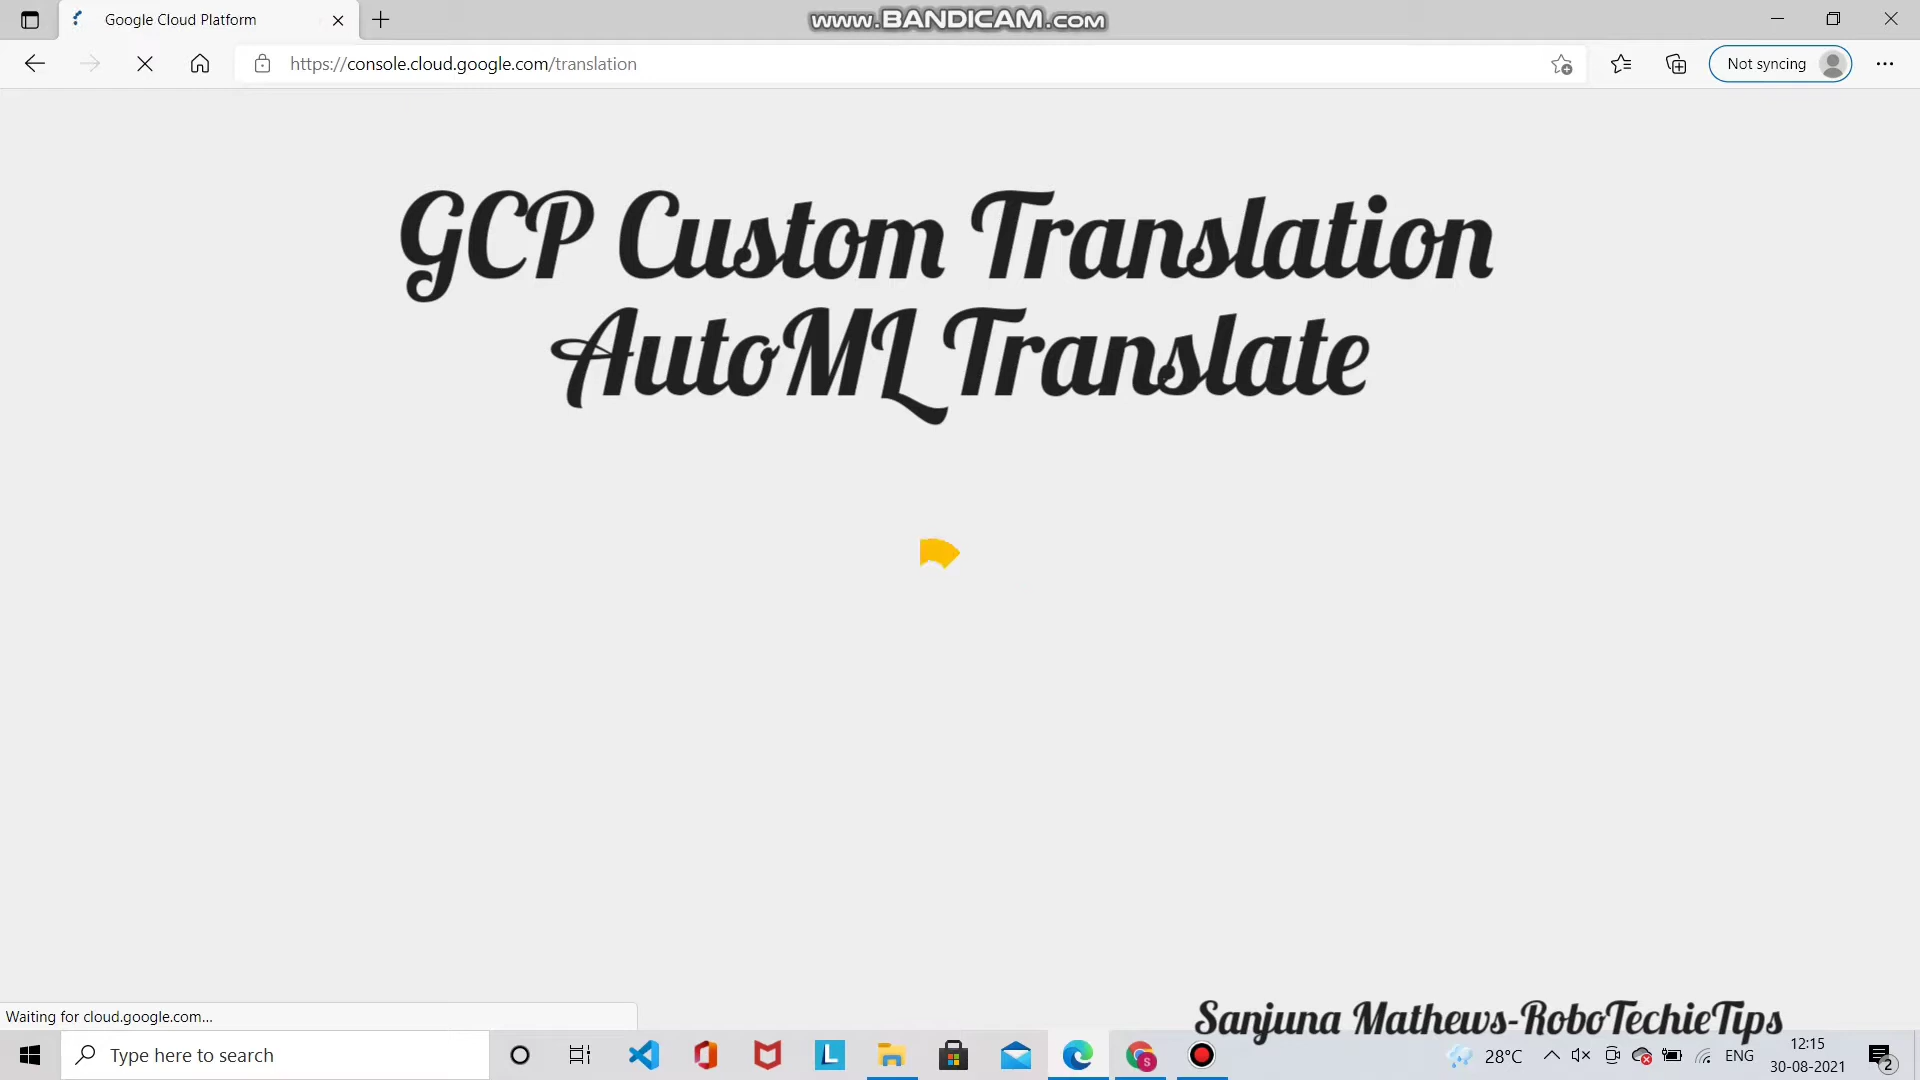 Google Cloud Platform
www.BANDICAM.com
https://console.cloud.google.com/translation
Not syncing
GCP Custom Translation
AutoML Translate
Waiting for cloud.google.com...
Sanjuna Mathews-RoboTechieTips
Type here to search
L
S
28°C
ENG
12:15
30-08-2021
2